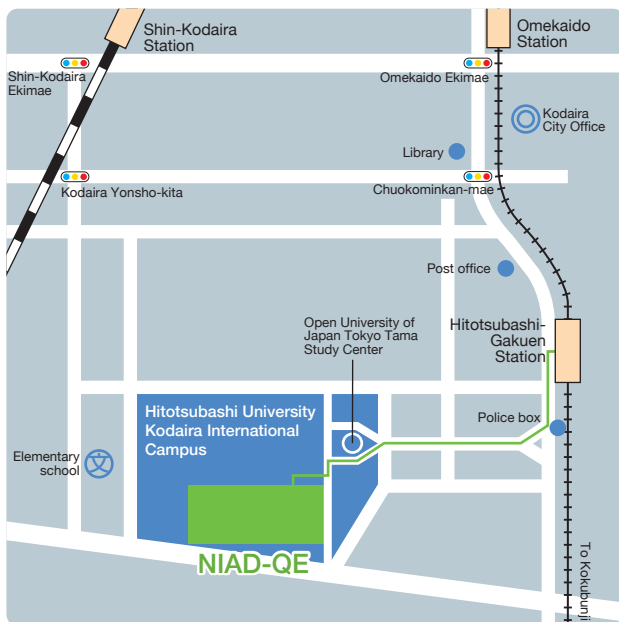 Shin-Kodaira
Station
Omekaido
Station
Shin-Kodaira
Ekimae
Omekaido Ekimae
Kodaira
City Office
Library
Kodaira Yonsho-kita
Chuokominkan-mae
Post office
Open University of
Japan Tokyo Tama
Study Center
Hitotsubashi-
Gakuen
Station
Hitotsubashi University
Kodaira International
Campus
Police box
Elementary
school
文
NIAD-QE
To Kokubunji